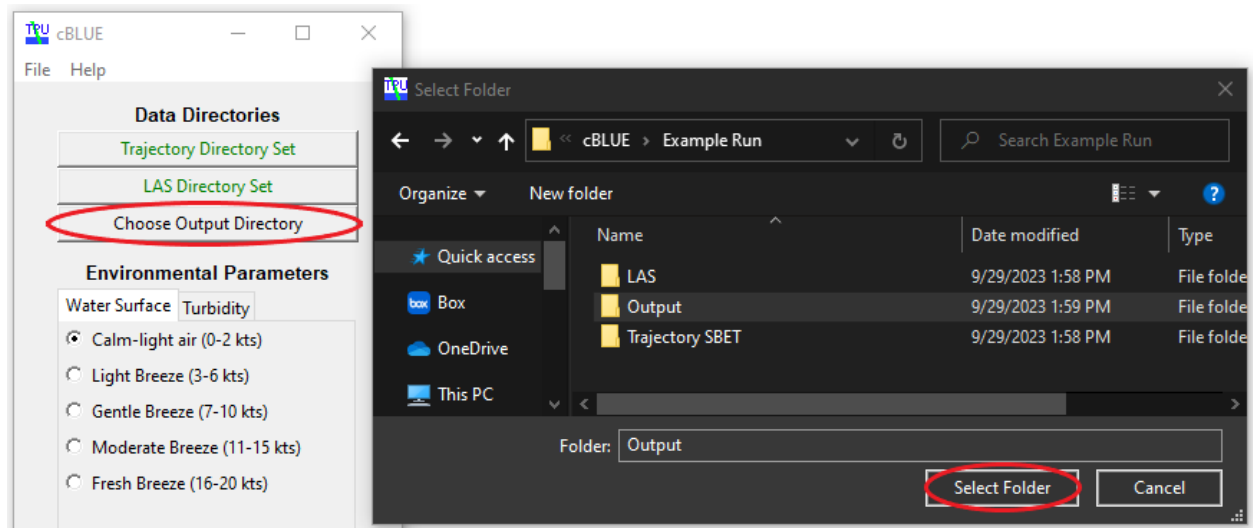 TPU cBLUE
File Help
Data Directories
Trajectory Directory Set
LAS Directory Set
Choose Output Directory
Environmental Parameters
Water Surface Turbidity
Calm-light air (0-2 kts)
Light Breeze (3-6 kts)
Gentle Breeze (7-10 kts)
Moderate Breeze (11-15 kts)
Fresh Breeze (16-20 kts)
TPU Select Folder
« cBLUE > Example Run
Search Example Run
Organize New folder
?
Name Date modified Type
Quick access
box Box
OneDrive
This PC
LAS 9/29/2023 1:58 PM File folde
Output 9/29/2023 1:59 PM File folde
Trajectory SBET 9/29/2023 1:58 PM File folde
Folder: Output
Select Folder Cancel